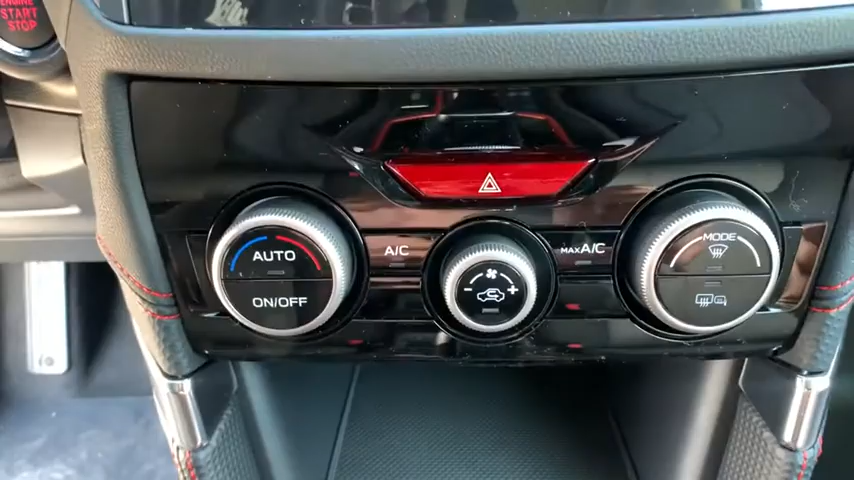 ENGINE
START
STOP
AUTO
ON/OFF
A/C
- +
MAX A/C
MODE